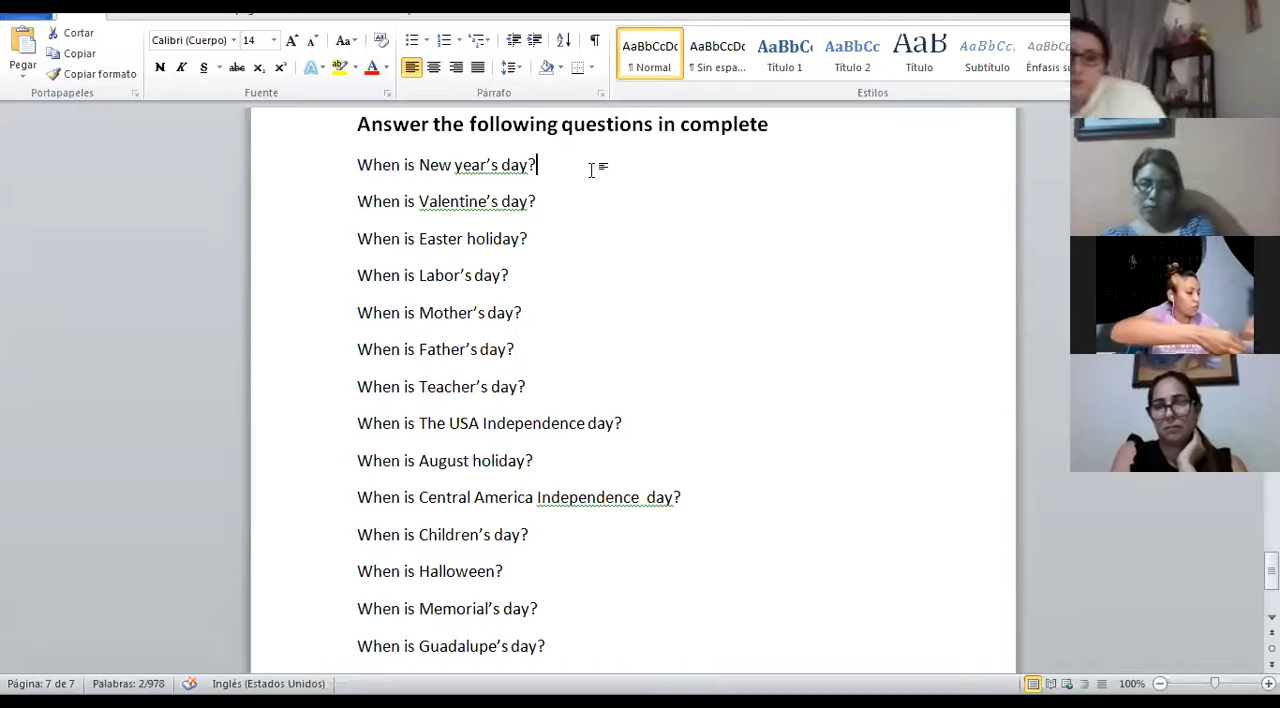 Cortar
Copiar
Copiar formato
Pegar
Portapapeles
Calibri (Cuerpo)
14
Fuente
Párrafo
AaBbCcDc
¶ Normal
AaBbCcDc
¶ Sin espa...
AaBbC
Título 1
AaBbCc
Título 2
AaB
Título
AaBbCc.
Subtítulo
AaBbCc
Énfasis
Estilos
Answer the following questions in complete
When is New year’s day?
When is Valentine’s day?
When is Easter holiday?
When is Labor’s day?
When is Mother’s day?
When is Father’s day?
When is Teacher’s day?
When is The USA Independence day?
When is August holiday?
When is Central America Independence  day?
When is Children’s day?
When is Halloween?
When is Memorial’s day?
When is Guadalupe’s day?
Página: 7 de 7
Palabras: 2/978
Inglés (Estados Unidos)
100%